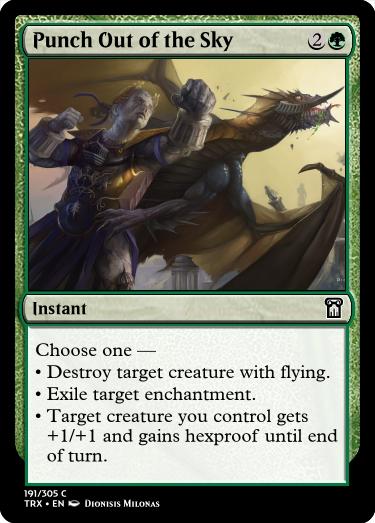 Punch Out of the Sky 2
Instant
Choose one —
• Destroy target creature with flying.
• Exile target enchantment.
• Target creature you control gets
+1/+1 and gains hexproof until end
of turn.
191/305 C
TRX • EN Dionisis Milonas